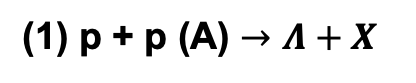 (1) p + p (A) → Λ + X